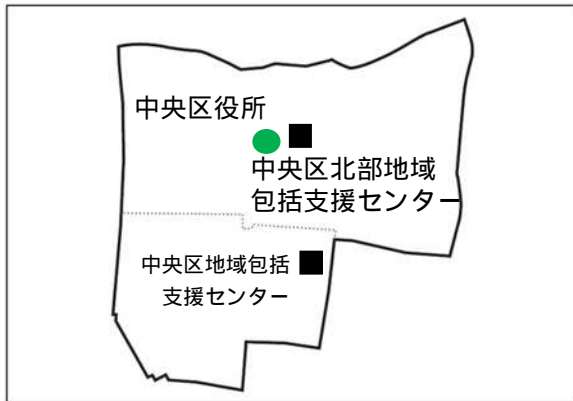 中央区役所
中央区北部地域
包括支援センター
中央区地域包括
支援センター